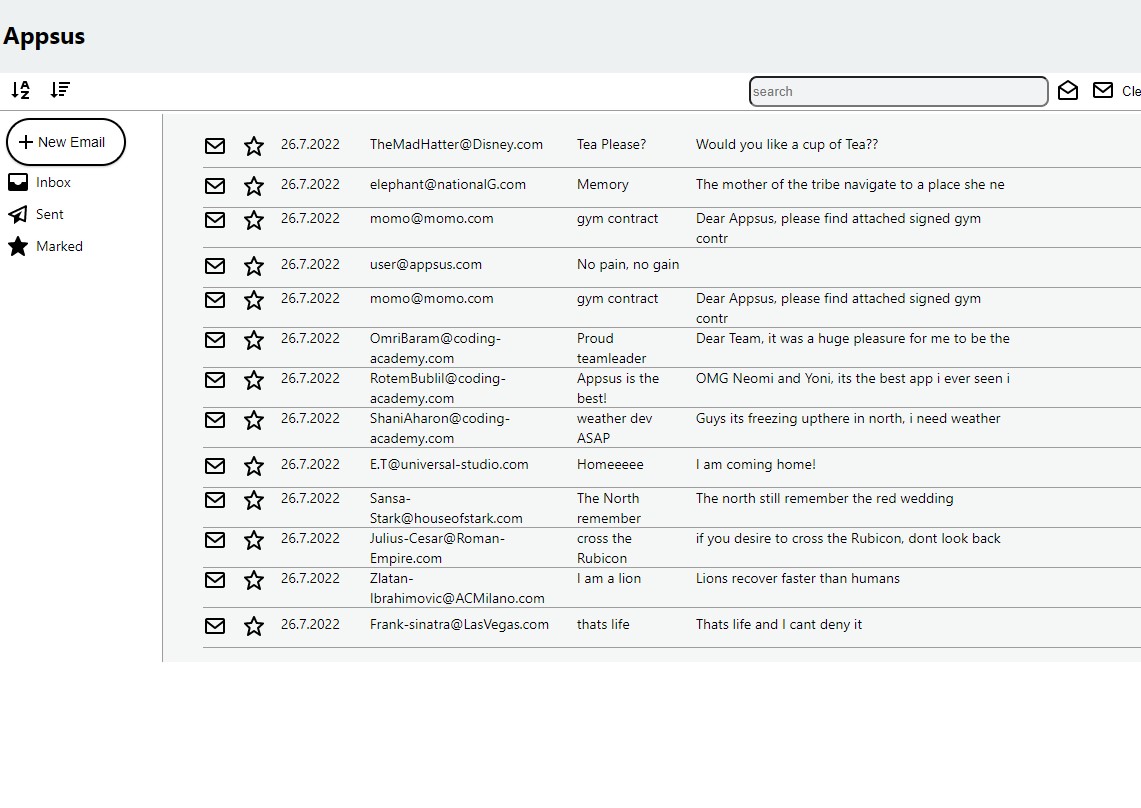 Appsus
search
Cle
New Email
Inbox
Sent
Marked
26.7.2022 TheMadHatter@Disney.com Tea Please? Would you like a cup of Tea??
26.7.2022 elephant@nationalG.com Memory The mother of the tribe navigate to a place she ne
26.7.2022 momo@momo.com gym contract Dear Appsus, please find attached signed gym
contr
26.7.2022 user@appsus.com No pain, no gain
26.7.2022 momo@momo.com gym contract Dear Appsus, please find attached signed gym
contr
26.7.2022 OmriBaram@coding- Proud Dear Team, it was a huge pleasure for me to be the
academy.com teamleader
26.7.2022 RotemBublil@coding- Appsus is the OMG Neomi and Yoni, its the best app i ever seen i
academy.com best!
26.7.2022 ShaniAharon@coding- weather dev Guys its freezing upthere in north, i need weather
academy.com ASAP
26.7.2022 E.T@universal-studio.com Homeeeee I am coming home!
26.7.2022 Sansa- The North The north still remember the red wedding
Stark@houseofstark.com remember
26.7.2022 Julius-Cesar@Roman- cross the if you desire to cross the Rubicon, dont look back
Empire.com Rubicon
26.7.2022 Zlatan- I am a lion Lions recover faster than humans
Ibrahimovic@ACMilano.com
26.7.2022 Frank-sinatra@LasVegas.com thats life Thats life and I cant deny it